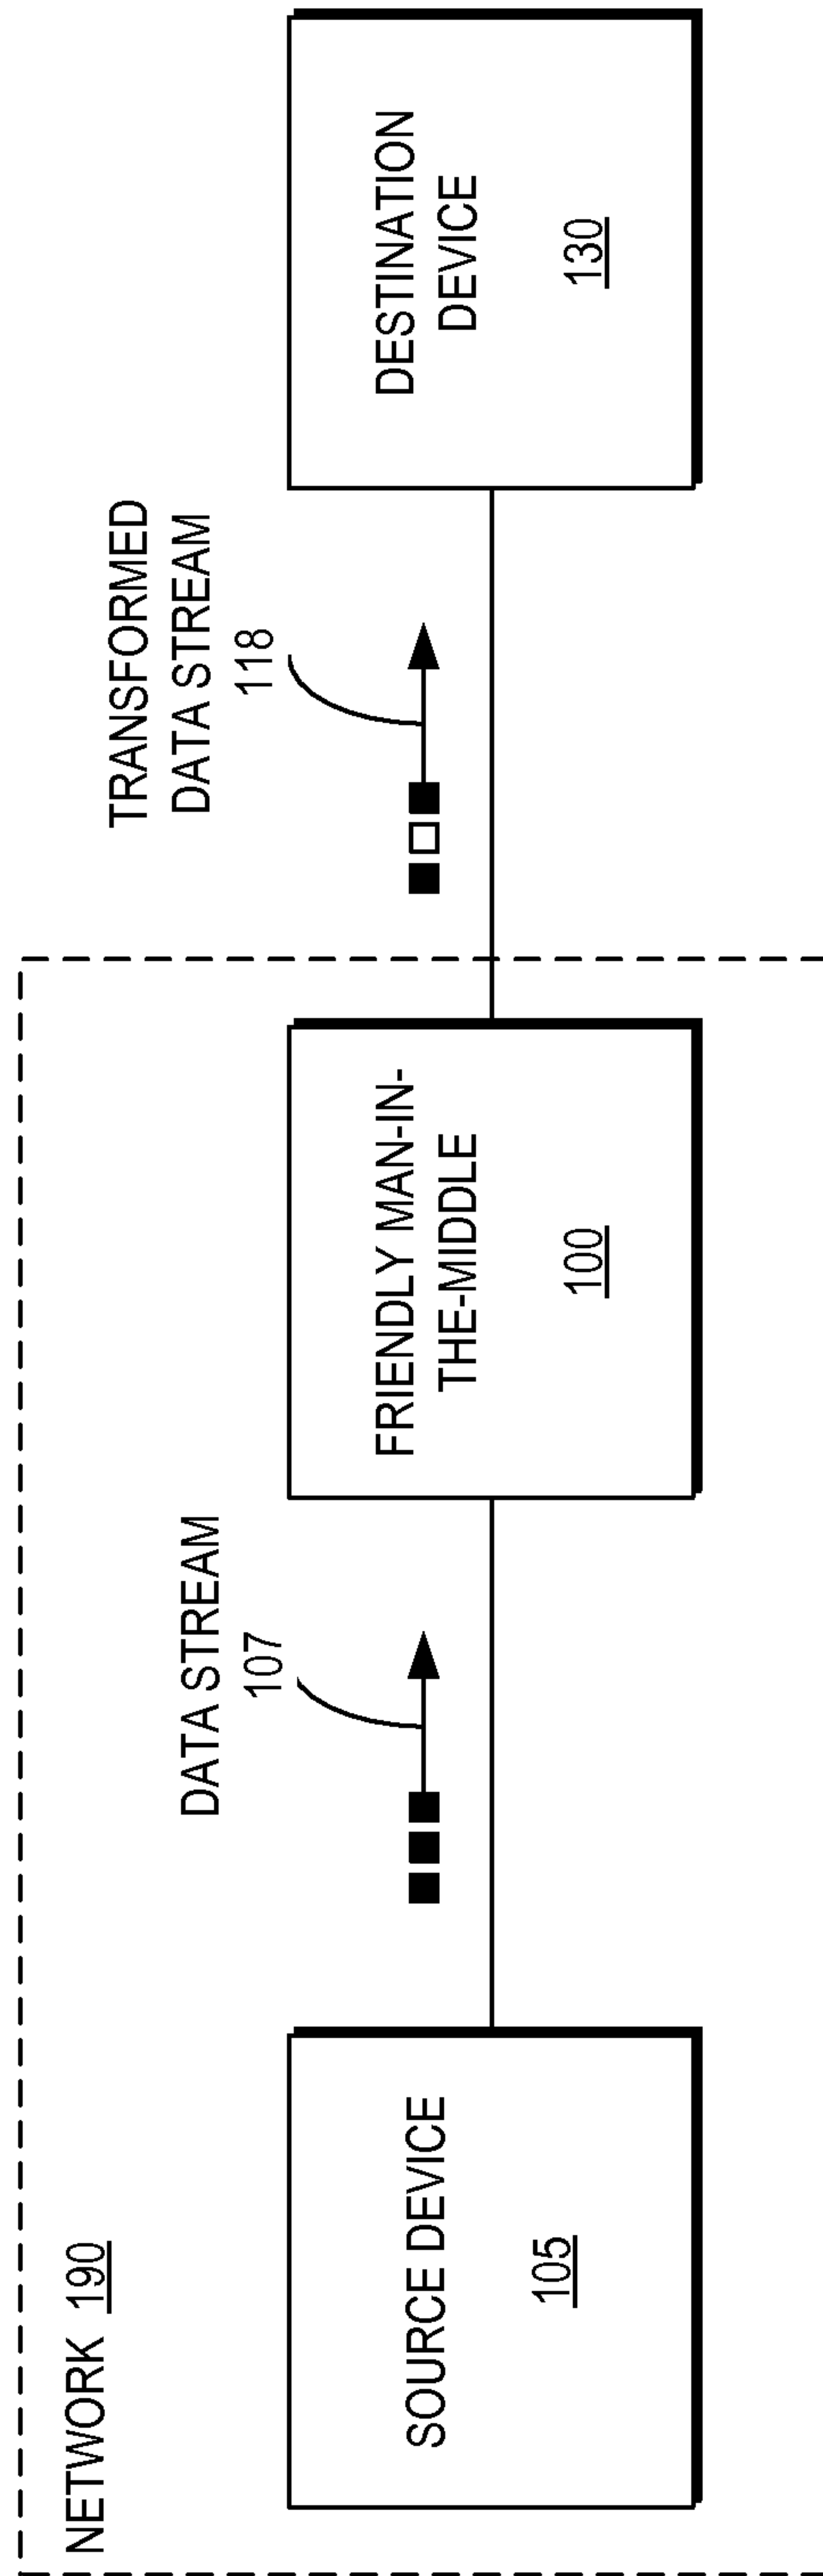 NETWORK 190
SOURCE DEVICE
105
DATA STREAM
107
FRIENDLY MAN-IN-
THE-MIDDLE
100
TRANSFORMED
DATA STREAM
118
DESTINATION
DEVICE
130